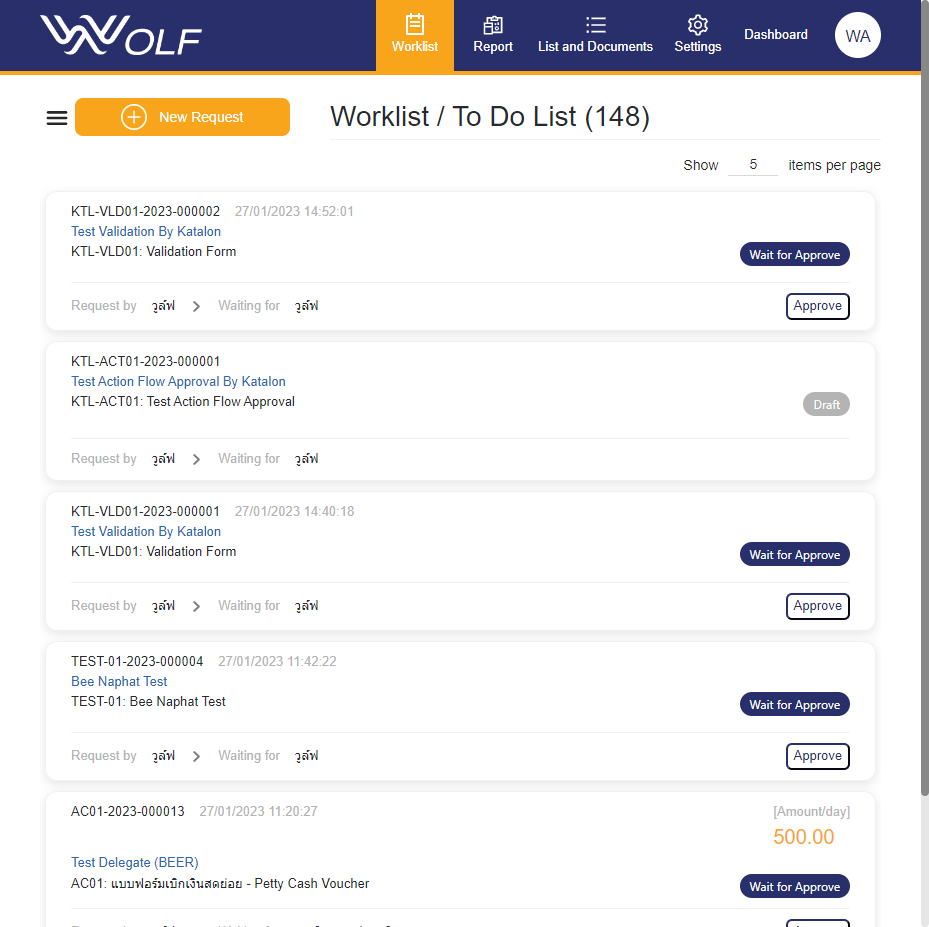 WOLF
Worklist
Report
List and Documents
Settings
Dashboard
WA
New Request
Worklist / To Do List (148)
Show 5 items per page
KTL-VLD01-2023-000002 27/01/2023 14:52:01
Test Validation By Katalon
KTL-VLD01: Validation Form
Wait for Approve
Request by วูล์ฟ Waiting for วูล์ฟ
Approve
KTL-ACT01-2023-000001
Test Action Flow Approval By Katalon
KTL-ACT01: Test Action Flow Approval
Draft
Request by วูล์ฟ Waiting for วูล์ฟ
KTL-VLD01-2023-000001 27/01/2023 14:40:18
Test Validation By Katalon
KTL-VLD01: Validation Form
Wait for Approve
Request by วูล์ฟ Waiting for วูล์ฟ
Approve
TEST-01-2023-000004 27/01/2023 11:42:22
Bee Naphat Test
TEST-01: Bee Naphat Test
Wait for Approve
Request by วูล์ฟ Waiting for วูล์ฟ
Approve
AC01-2023-000013 27/01/2023 11:20:27
[Amount/day]
500.00
Test Delegate (BEER)
AC01: แบบฟอร์มเบิกเงินสดย่อย - Petty Cash Voucher
Wait for Approve